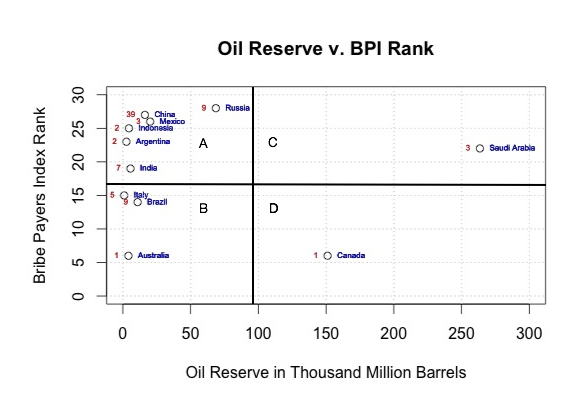 Oil Reserve v. BPI Rank
Bribe Payers Index Rank
30
25
20
15
10
5
0
9 Russia
39 China
3 Mexico
2 Indonesia
2 Argentina
A
C
3 Saudi Arabia
7 India
5 Italy
9 Brazil
B
D
1 Australia
1 Canada
0 50 100 150 200 250 300
Oil Reserve in Thousand Million Barrels